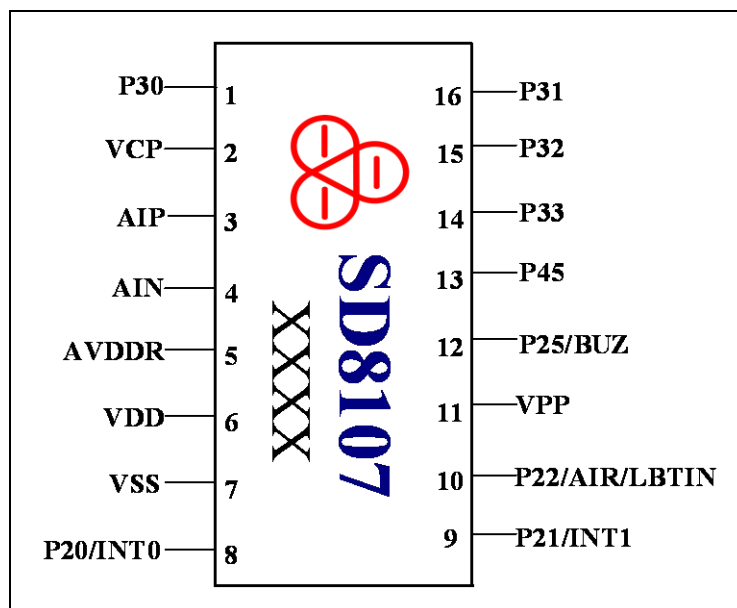 P30 1 16 P31
VCP 2 15 P32
AIP 3 14 P33
AIN 4 13 P45
AVDDR 5 12 P25/BUZ
VDD 6 11 VPP
VSS 7 10 P22/AIR/LBTIN
P20/INT0 8 9 P21/INT1
SD8107
XXXX